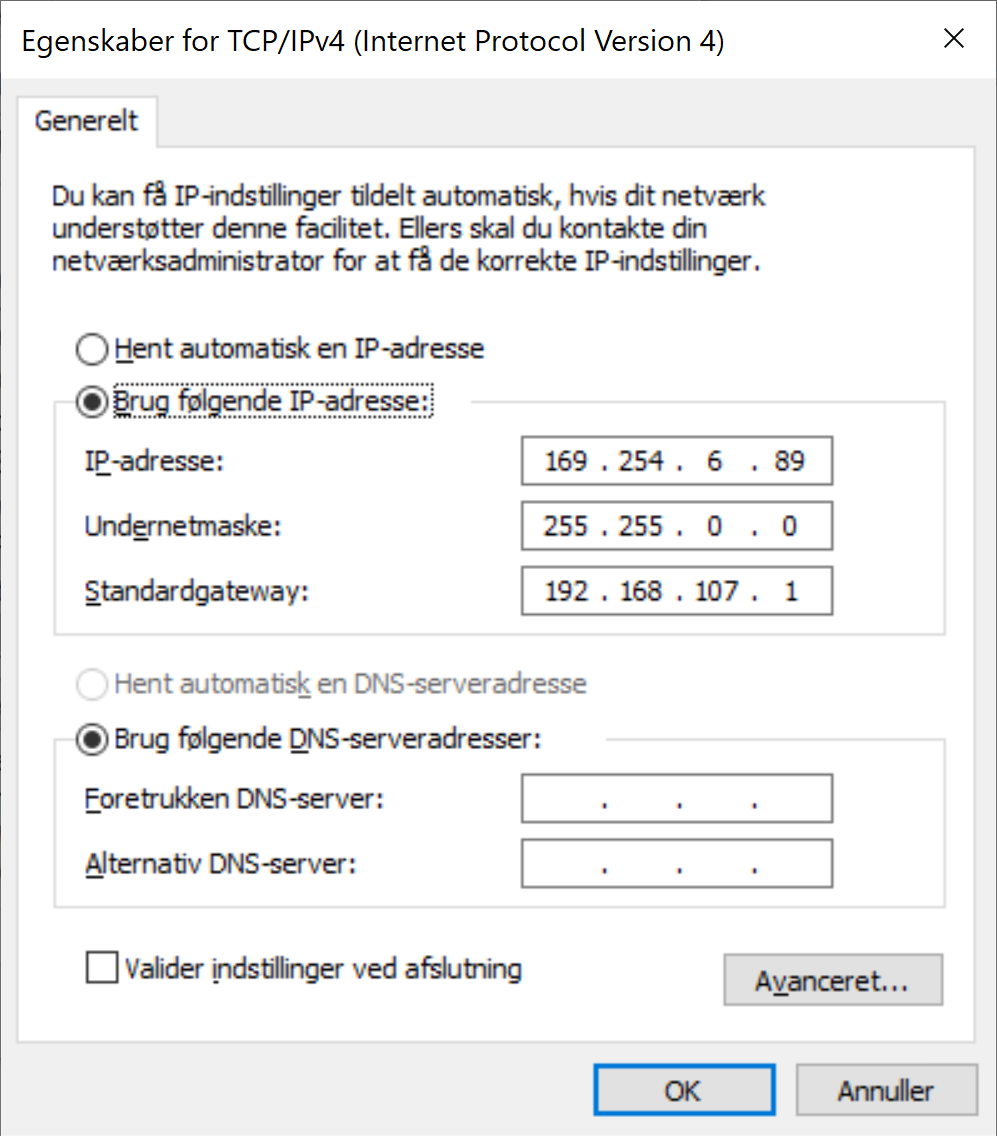 Egenskaber for TCP/IPv4 (Internet Protocol Version 4)
Generelt
Du kan få IP-indstillinger tildelt automatisk, hvis dit netværk
understøtter denne facilitet. Ellers skal du kontakte din
netværksadministrator for at få de korrekte IP-indstillinger.
Hent automatisk en IP-adresse
Brug følgende IP-adresse:
IP-adresse: 169 . 254 . 6 . 89
Undernetmaske: 255 . 255 . 0 . 0
Standardgateway: 192 . 168 . 107 . 1
Hent automatisk en DNS-serveradresse
Brug følgende DNS-serveradresser:
Foretrukken DNS-server: . . .
Alternativ DNS-server: . . .
Valider indstillinger ved afslutning
Avanceret...
OK Annuller